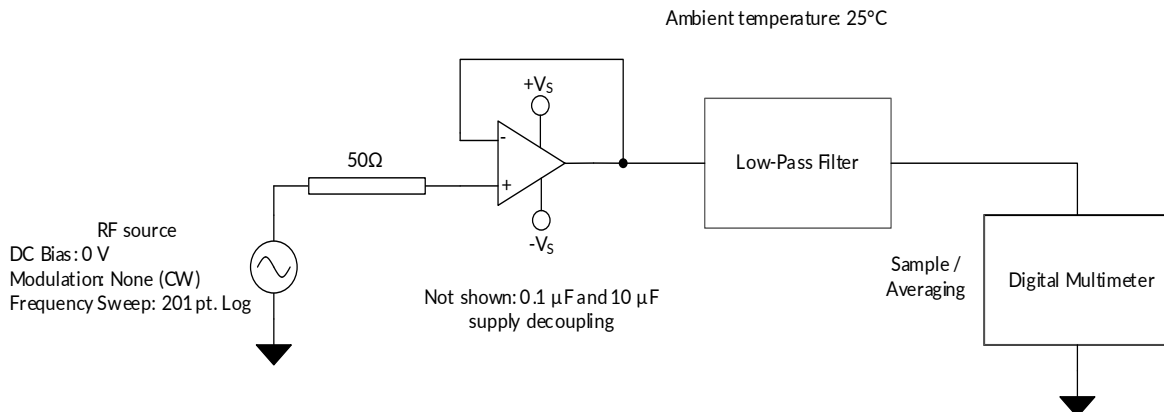 Ambient temperature: 25°C
+VS
-
50Ω
+
Low-Pass Filter
-VS
RF source
DC Bias: 0 V
Modulation: None (CW)
Frequency Sweep: 201 pt. Log
Not shown: 0.1 µF and 10 µF
supply decoupling
Sample /
Averaging
Digital Multimeter